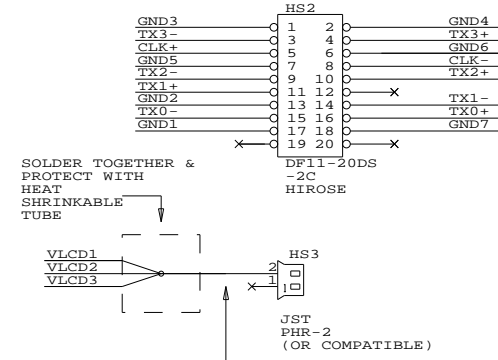 HS2
GND3 1 2 GND4
TX3- 3 4 TX3+
CLK+ 5 6 GND6
GND5 7 8 CLK-
TX2- 9 10 TX2+
TX1+ 11 12
GND2 13 14 TX1-
TX0- 15 16 TX0+
GND1 17 18 GND7
19 20
DF11-20DS
-2C
HIROSE
SOLDER TOGETHER &
PROTECT WITH
HEAT
SHRINKABLE
TUBE
VLCD1
VLCD2
VLCD3
HS3
2
1 1
JST
PHR-2
(OR COMPATIBLE)